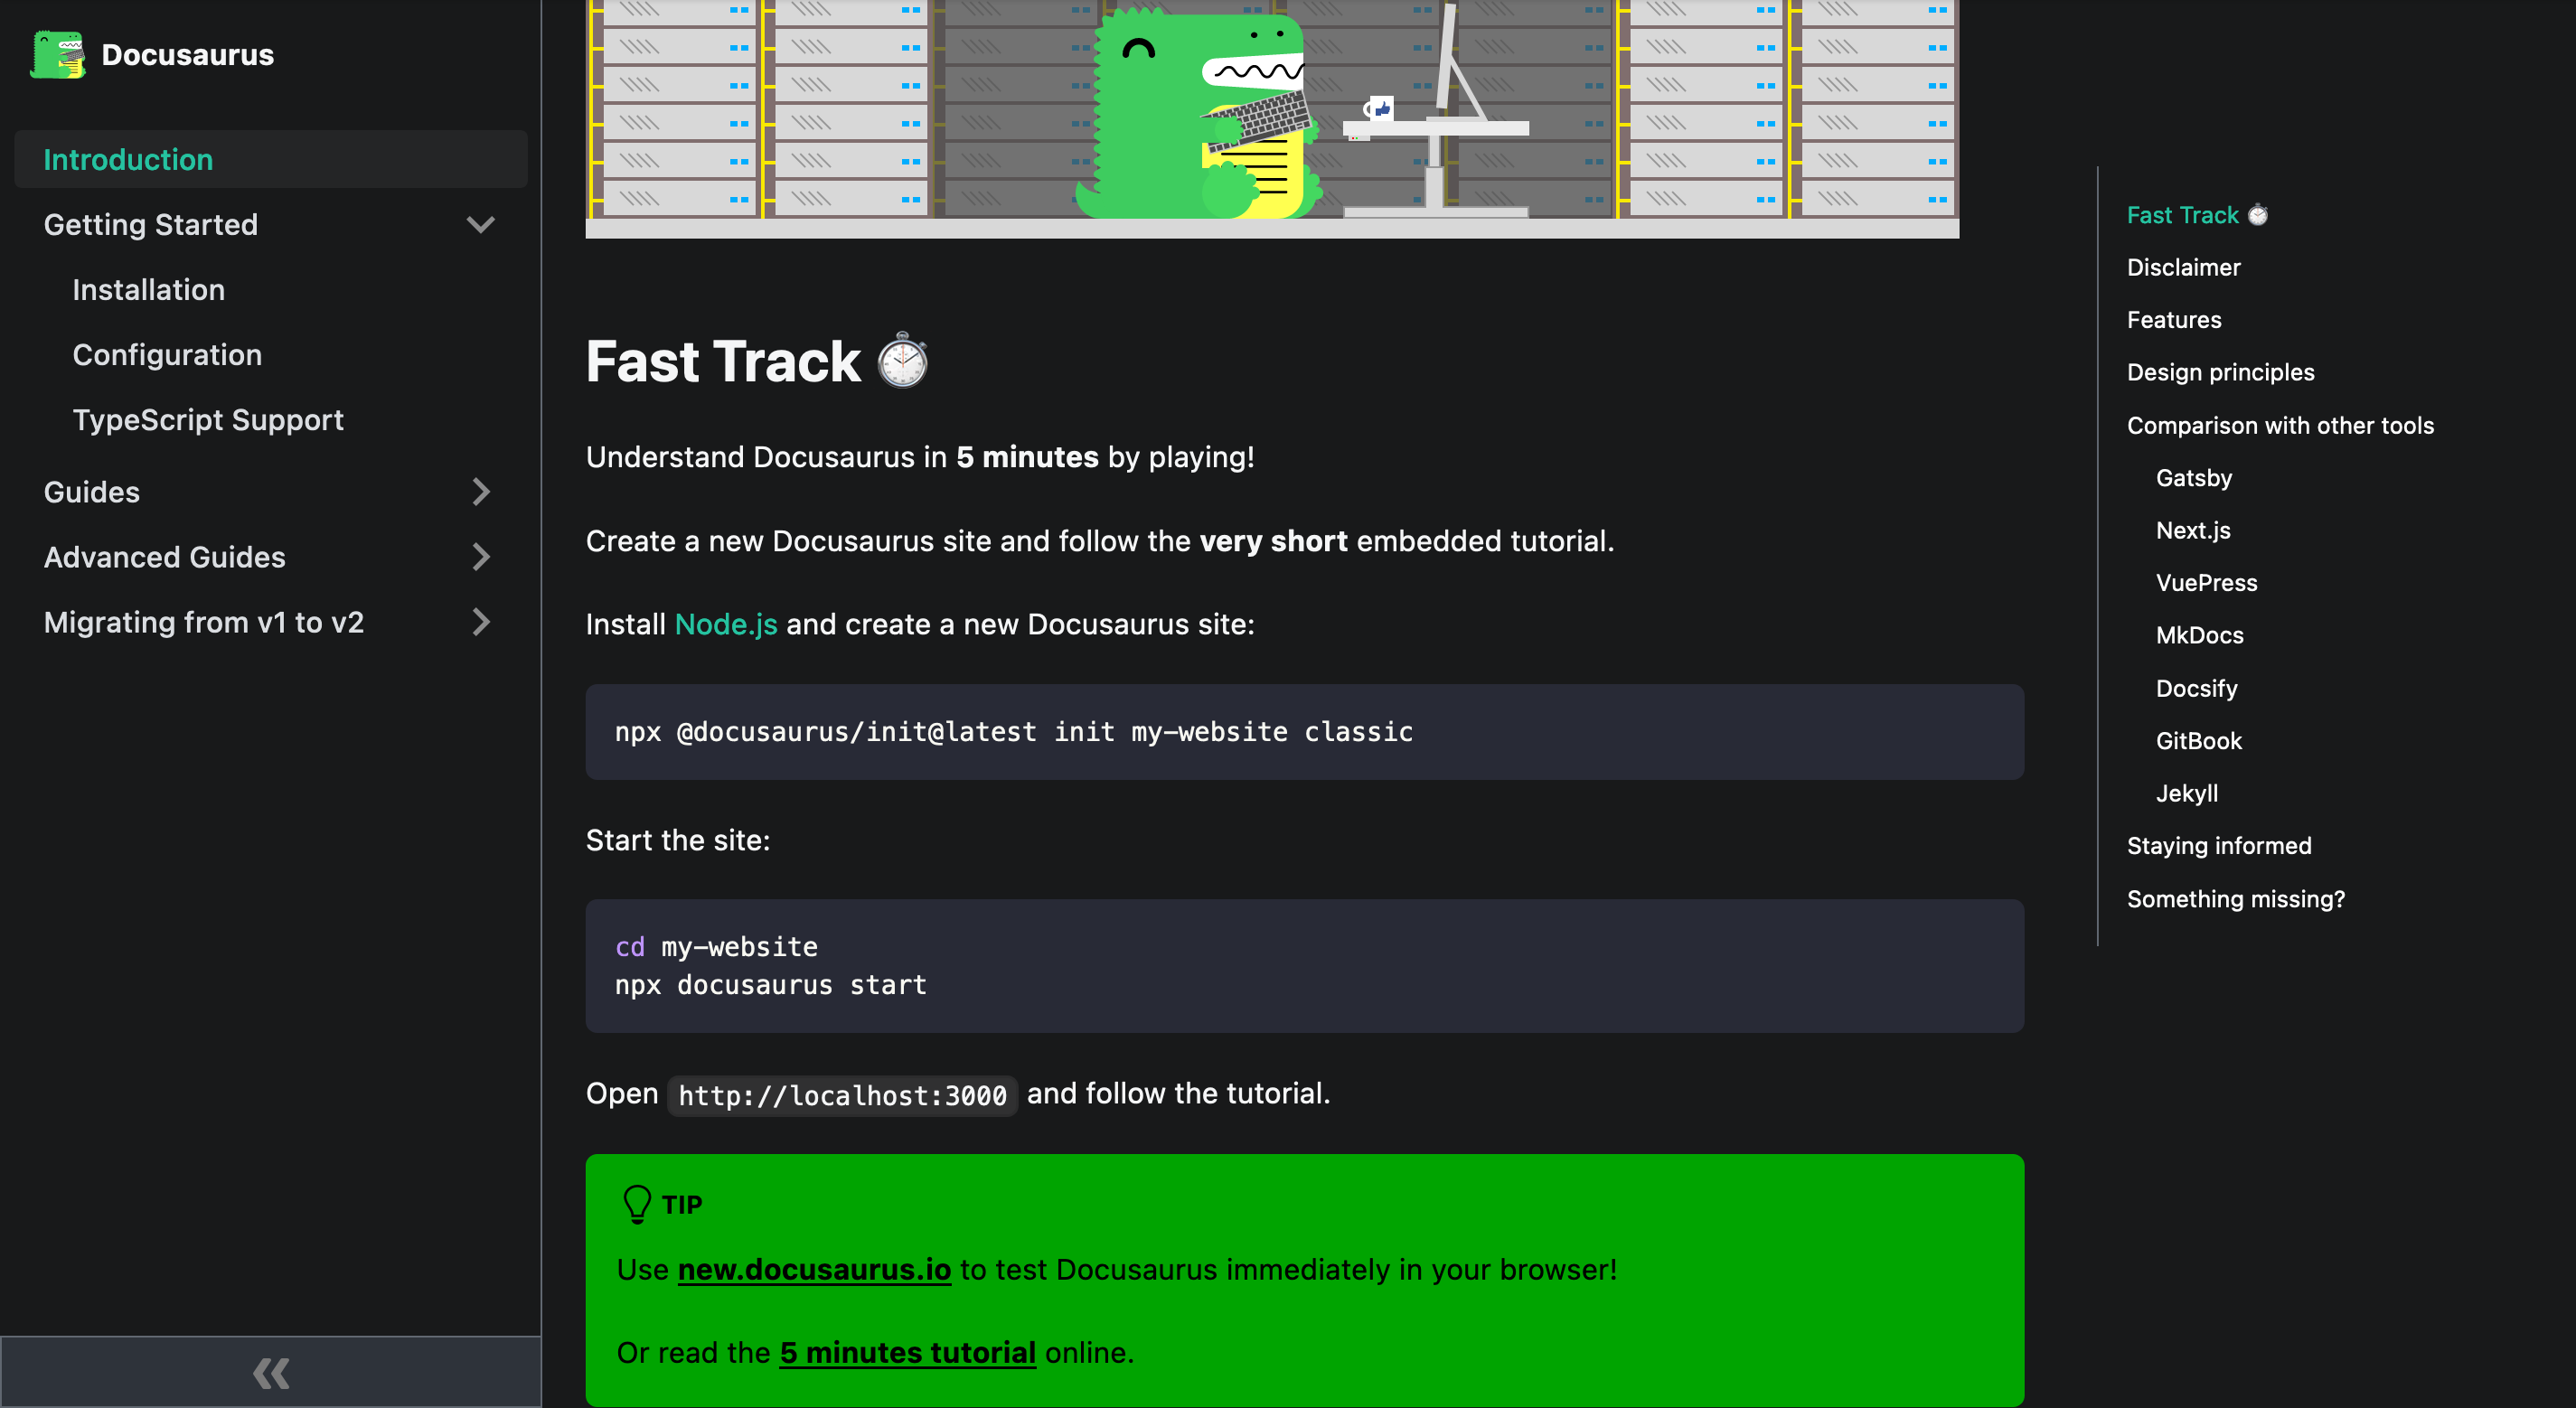 Docusaurus
Introduction
Getting Started
Installation
Configuration
TypeScript Support
Guides
Advanced Guides
Migrating from v1 to v2
Fast Track ⏱️
Understand Docusaurus in 5 minutes by playing!
Create a new Docusaurus site and follow the very short embedded tutorial.
Install Node.js and create a new Docusaurus site:
npx @docusaurus/init@latest init my-website classic
Start the site:
cd my-website
npx docusaurus start
Open http://localhost:3000 and follow the tutorial.
TIP
Use new.docusaurus.io to test Docusaurus immediately in your browser!
Or read the 5 minutes tutorial online.
Fast Track ⏱️
Disclaimer
Features
Design principles
Comparison with other tools
Gatsby
Next.js
VuePress
MkDocs
Docsify
GitBook
Jekyll
Staying informed
Something missing?